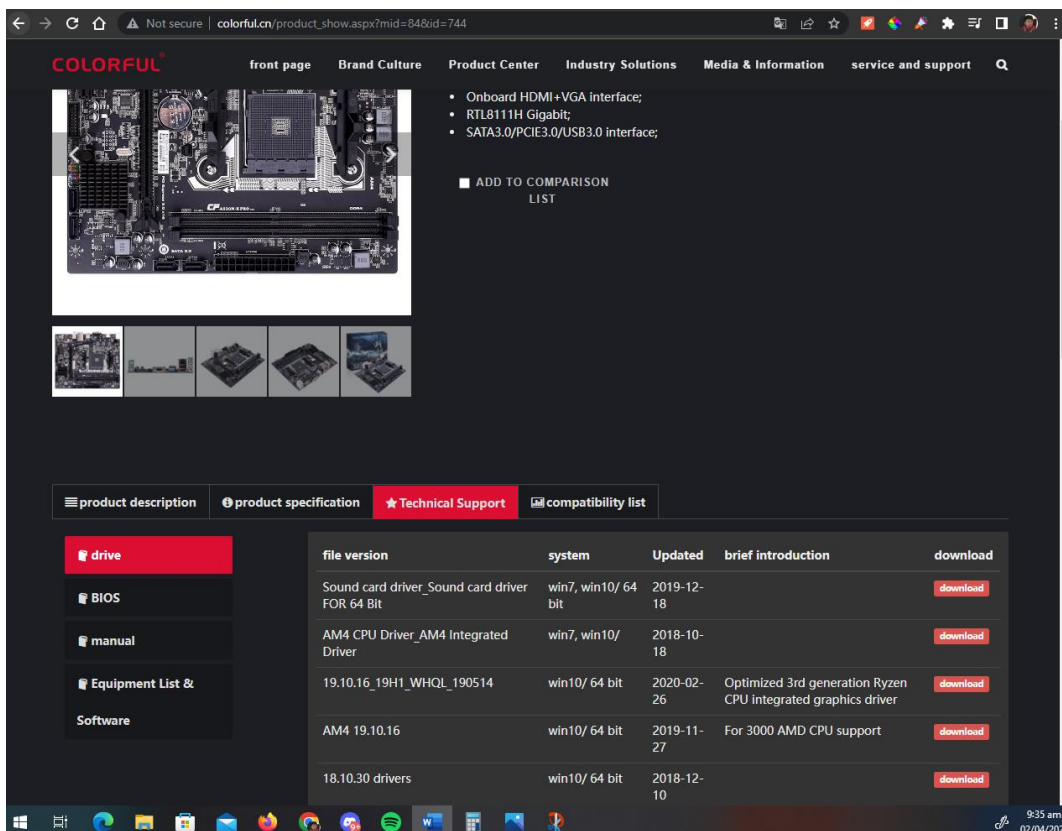 Not secure | colorful.cn/product_show.aspx?mid=848&id=744
COLORFUL
front page Brand Culture Product Center Industry Solutions Media & Information service and support
Onboard HDMI+VGA interface;
RTL8111H Gigabit;
SATA3.0/PCIE3.0/USB3.0 interface;
ADD TO COMPARISON
LIST
product description product specification Technical Support compatibility list
drive
BIOS
manual
Equipment List &
Software
file version system Updated brief introduction download
Sound card driver_Sound card driver win7, win10/ 64 2019-12- download
FOR 64 Bit bit 18
AM4 CPU Driver_AM4 Integrated win7, win10/ 2018-10- download
Driver 18
19.10.16_19H1_WHQL_190514 win10/ 64 bit 2020-02- Optimized 3rd generation Ryzen download
26 CPU integrated graphics driver
AM4 19.10.16 win10/ 64 bit 2019-11- For 3000 AMD CPU support download
27
18.10.30 drivers win10/ 64 bit 2018-12- download
10
9:35 am